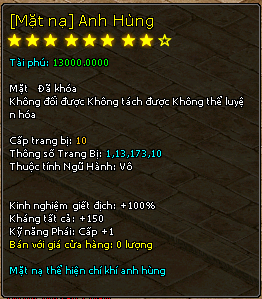 [Mặt nạ] Anh Hùng
Tài phú: 13000.0000
Mặt Đã khóa
Không đổi được Không tách được Không thể luyệ
n hóa
Cấp trang bị: 10
Thông số Trang Bị: 1,13,173,10
Thuộc tính Ngũ Hành: Vô
Kinh nghiệm giết địch: +100%
Kháng tất cả: +150
Kỹ năng Phái: Cấp +1
Bán với giá cửa hàng: 0 lượng
Mặt nạ thể hiện chí khí anh hùng